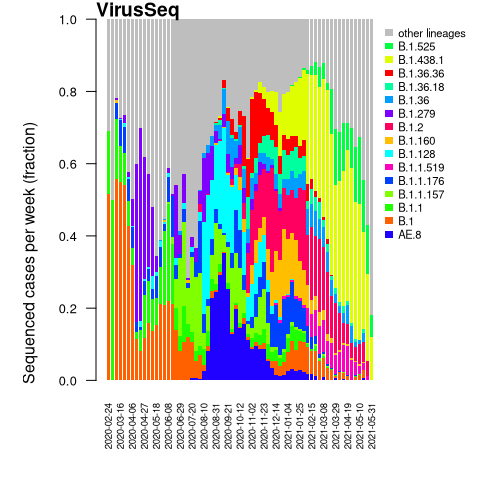 VirusSeq
Sequenced cases per week (fraction)
1.0
0.8
0.6
0.4
0.2
0.0
other lineages
B.1.525
B.1.438.1
B.1.36.36
B.1.36.18
B.1.36
B.1.279
B.1.2
B.1.160
B.1.128
B.1.1.519
B.1.1.176
B.1.1.157
B.1.1
B.1
AE.8
2020-02-24
2020-03-16
2020-04-06
2020-04-27
2020-05-18
2020-06-08
2020-06-29
2020-07-20
2020-08-10
2020-08-31
2020-09-21
2020-10-12
2020-11-02
2020-11-23
2020-12-14
2021-01-04
2021-01-25
2021-02-15
2021-03-08
2021-03-29
2021-04-19
2021-05-10
2021-05-31